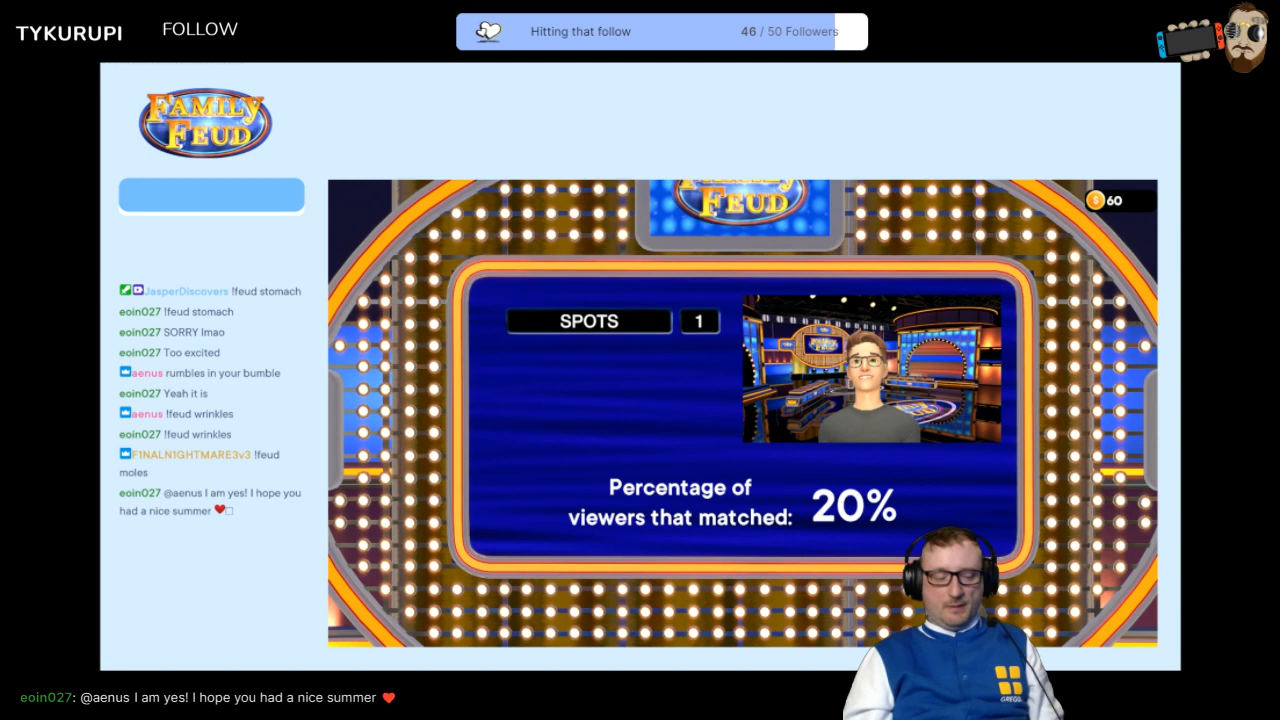 TYKURUPI
FOLLOW
Hitting that follow 46 / 50 Followers
FAMILY
FEUD
FAMILY
FEUD
60
JasperDiscovers !feud stomach
eoin027 !feud stomach
eoin027 SORRY lmao
eoin027 Too excited
aenus rumbles in your bumble
eoin027 Yeah it is
aenus !feud wrinkles
eoin027 !feud wrinkles
F1NALN1GHTMARE3v3 !feud
moles
eoin027 @aenus I am yes! I hope you
had a nice summer ❤️
SPOTS 1
Percentage of
viewers that matched: 20%
GREGGS
eoin027: @aenus I am yes! I hope you had a nice summer ❤️